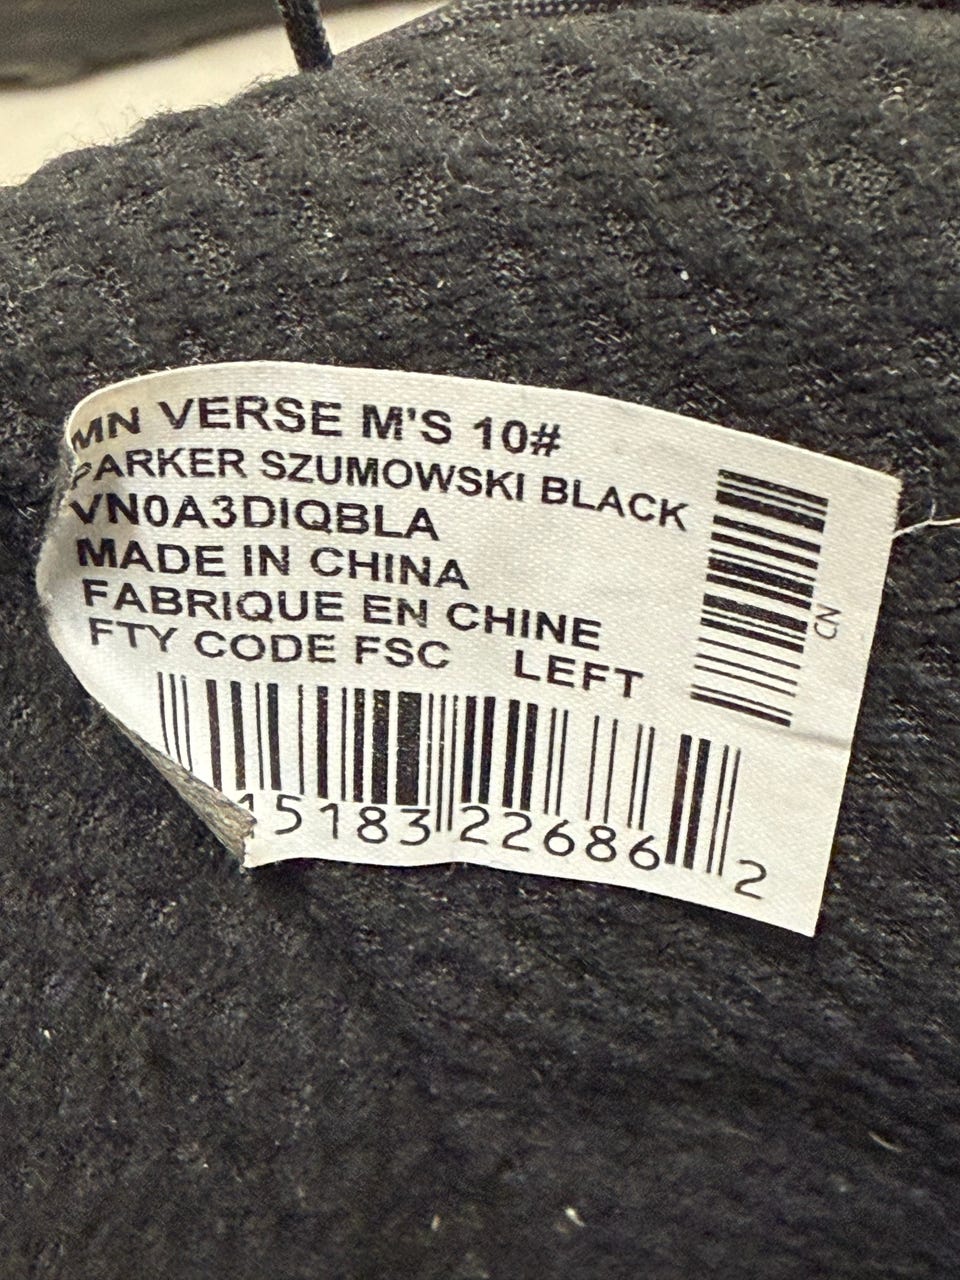 MN VERSE M'S 10#
PARKER SZUMOWSKI BLACK
VN0A3DIQBLA
MADE IN CHINA
FABRIQUE EN CHINE
FTY CODE FSC LEFT
CN
15183 22686 2